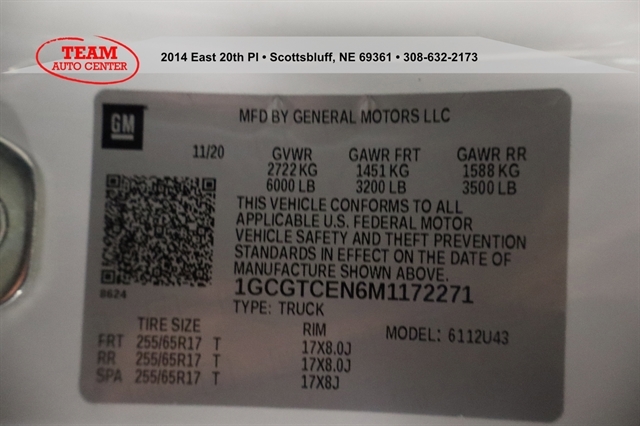 TEAM
AUTO CENTER
2014 East 20th Pl • Scottsbluff, NE 69361 • 308-632-2173
GM
MFD BY GENERAL MOTORS LLC
11/20 GVWR GAWR FRT GAWR RR
2722 KG 1451 KG 1588 KG
6000 LB 3200 LB 3500 LB
THIS VEHICLE CONFORMS TO ALL
APPLICABLE U.S. FEDERAL MOTOR
VEHICLE SAFETY AND THEFT PREVENTION
STANDARDS IN EFFECT ON THE DATE OF
MANUFACTURE SHOWN ABOVE.
8624
1GCGTCEN6M1172271
TYPE: TRUCK
TIRE SIZE RIM MODEL: 6112U43
FRT 255/65R17 T 17X8.0J
RR 255/65R17 T 17X8.0J
SPA 255/65R17 T 17X8J